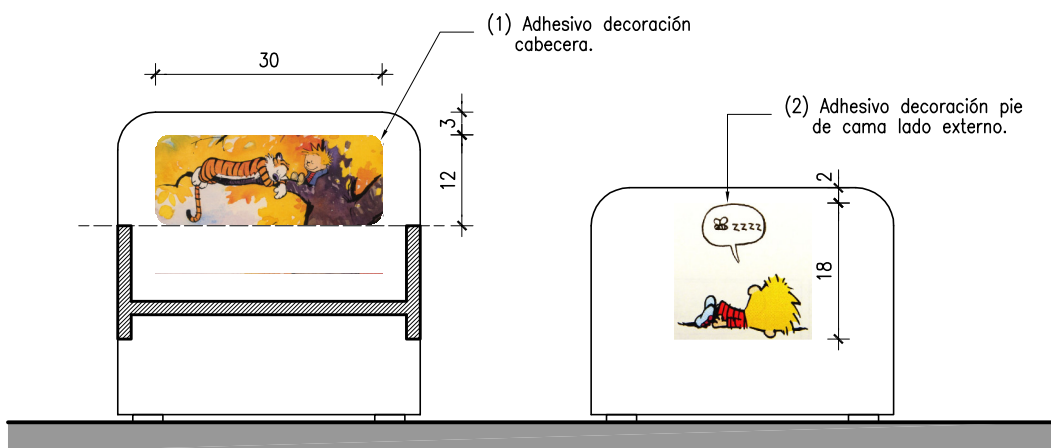 (1) Adhesivo decoración
cabecera.
30
3
12
(2) Adhesivo decoración pie
de cama lado externo.
2
18
zzzz